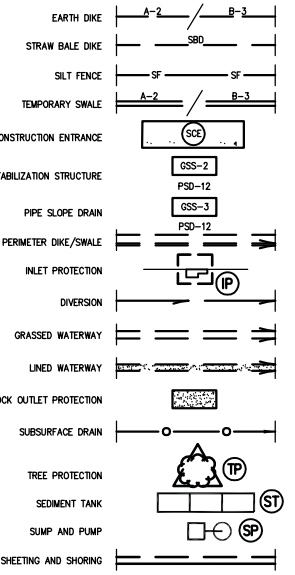 A-2 B-3
EARTH DIKE
SBD
STRAW BALE DIKE
SILT FENCE SF SF
A-2 B-3
TEMPORARY SWALE
ONSTRUCTION ENTRANCE SCE
GSS-2
TABILIZATION STRUCTURE
PSD-12
GSS-3
PIPE SLOPE DRAIN
PSD-12
PERIMETER DIKE/SWALE
INLET PROTECTION
IP
DIVERSION
GRASSED WATERWAY
LINED WATERWAY
OCK OUTLET PROTECTION
SUBSURFACE DRAIN
TREE PROTECTION TP
SEDIMENT TANK ST
SUMP AND PUMP SP
SHEETING AND SHORING